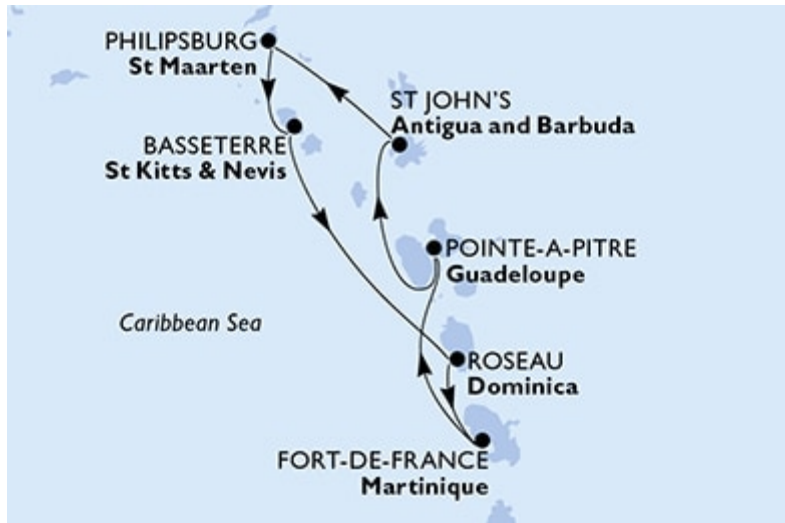 PHILIPSBURG
St Maarten
ST JOHN'S
Antigua and Barbuda
BASSETERRE
St Kitts & Nevis
POINTE-A-PITRE
Guadeloupe
Caribbean Sea
ROSEAU
Dominica
FORT-DE-FRANCE
Martinique